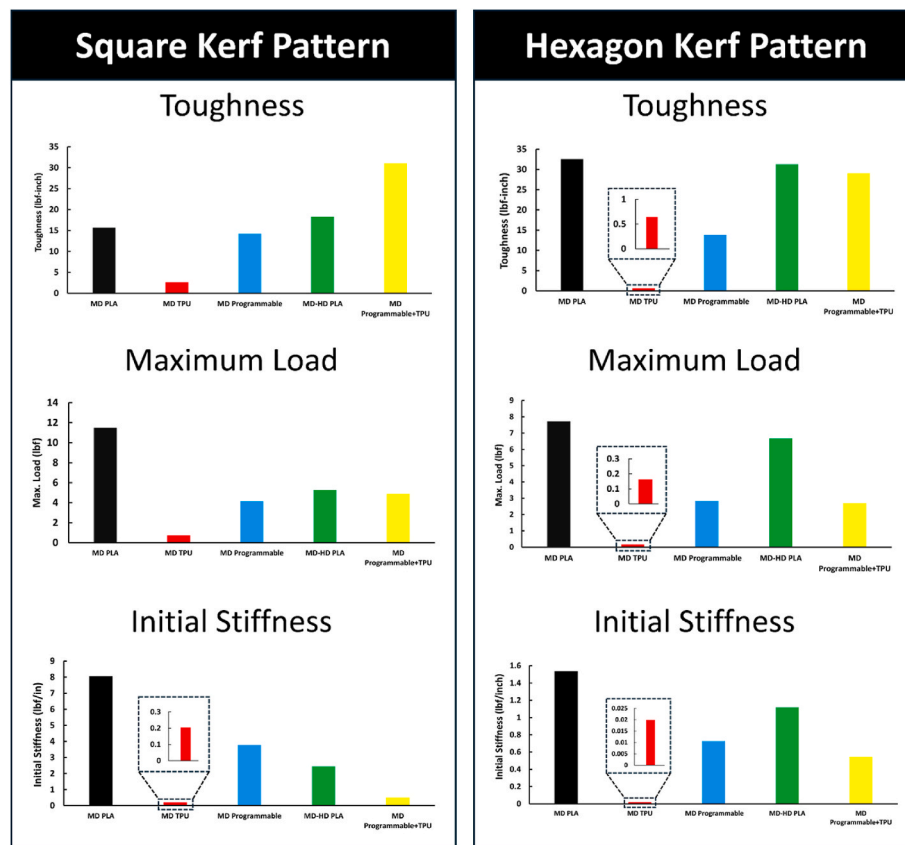 Square Kerf Pattern
Toughness
Toughness (lbf-inch)
35
30
25
20
15
10
5
0
MD PLA
MD TPU
MD Programmable
MD-HD PLA
MD
Programmable+TPU
Maximum Load
Max. Load (lbf)
14
12
10
8
6
4
2
0
MD PLA
MD TPU
MD Programmable
MD-HD PLA
MD
Programmable+TPU
Initial Stiffness
Initial Stiffness (lbf/in)
9
8
7
6
5
4
3
2
1
0
0.3
0.2
0.1
0
MD PLA
MD TPU
MD Programmable
MD-HD PLA
MD
Programmable+TPU
Hexagon Kerf Pattern
Toughness
Toughness (lbf-inch)
35
30
25
20
15
10
5
0
1
0.5
0
MD PLA
MD TPU
MD Programmable
MD-HD PLA
MD
Programmable+TPU
Maximum Load
Max. Load (lbf)
9
8
7
6
5
4
3
2
1
0
0.3
0.2
0.1
0
MD PLA
MD TPU
MD Programmable
MD-HD PLA
MD
Programmable+TPU
Initial Stiffness
Initial Stiffness (lbf/inch)
1.6
1.4
1.2
1
0.8
0.6
0.4
0.2
0
0.025
0.02
0.015
0.01
0.005
0
MD PLA
MD TPU
MD Programmable
MD-HD PLA
MD
Programmable+TPU